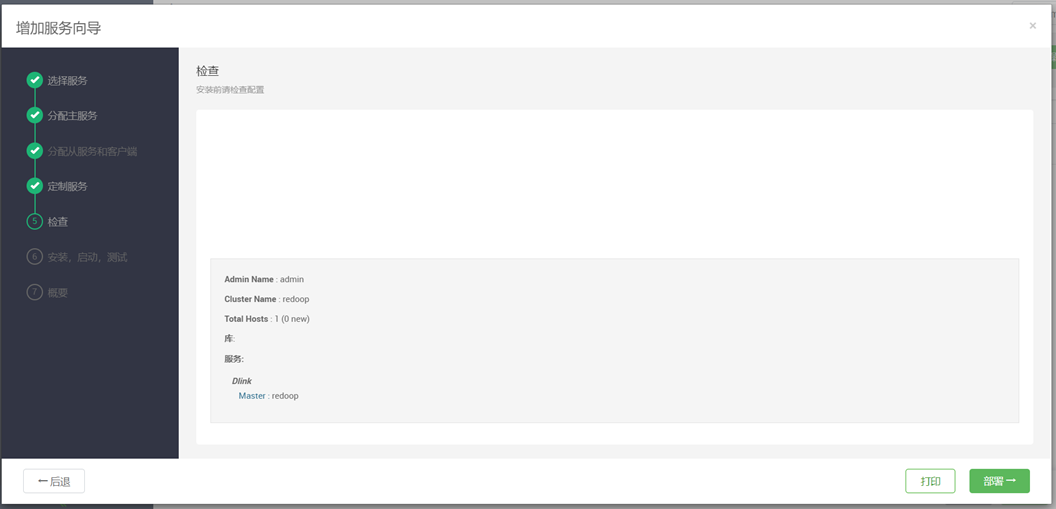 增加服务向导
×
选择服务
分配主服务
分配从服务和客户端
定制服务
5 检查
6 安装，启动，测试
7 概要
检查
安装前请检查配置
Admin Name : admin
Cluster Name : redoop
Total Hosts : 1 (0 new)
库:
服务:
Dlink
Master : redoop
←后退
打印
部署→